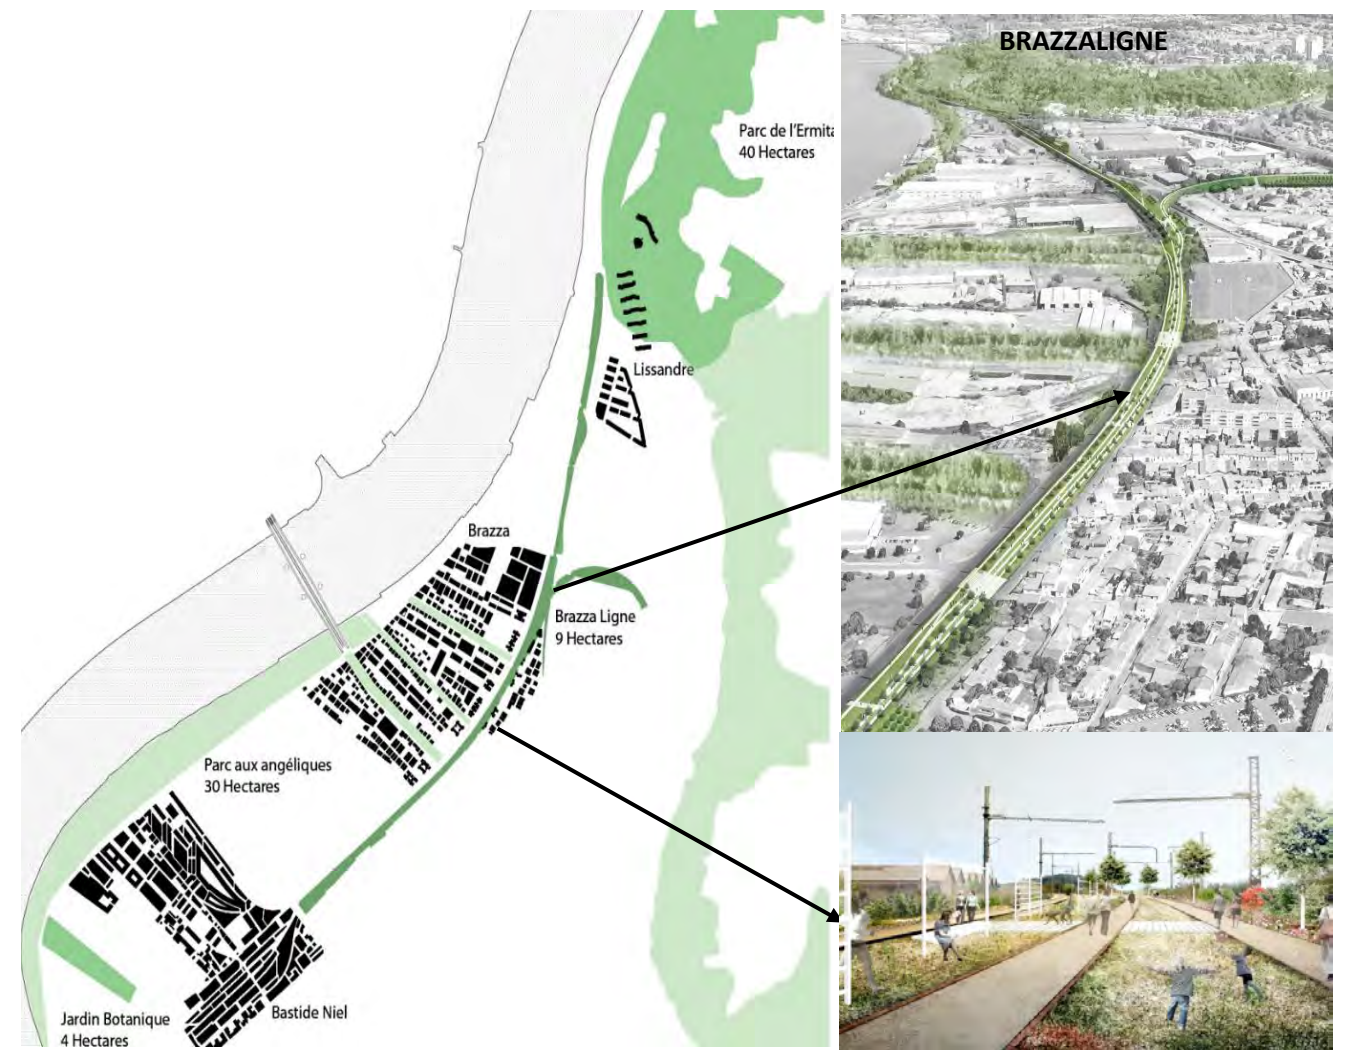 BRAZZALIGNE
Parc de l'Ermita
40 Hectares
Lissandre
Brazza
Brazza Ligne
9 Hectares
Parc aux angéliques
30 Hectares
Bastide Niel
Jardin Botanique
4 Hectares